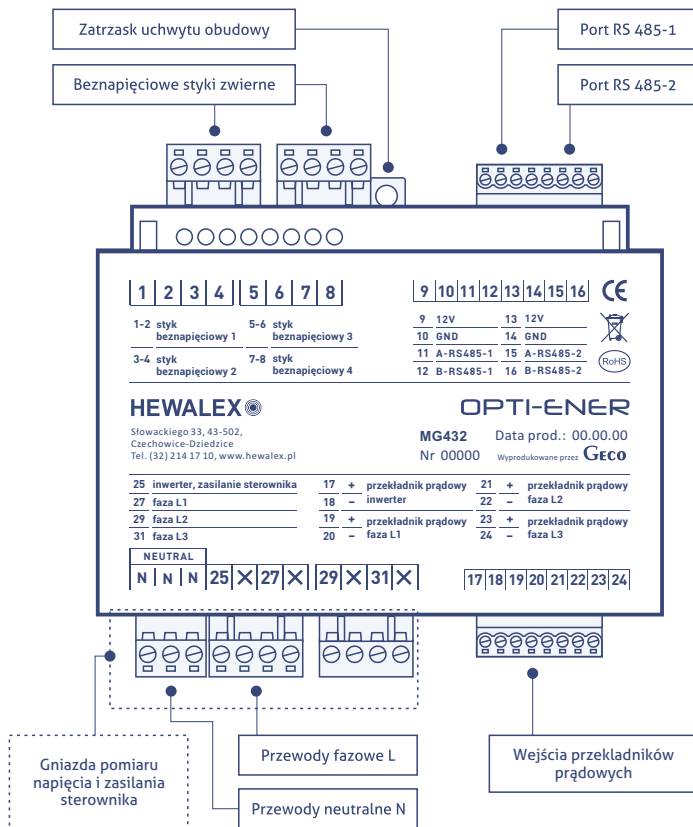 Zatrzask uchwytu obudowy
Port RS 485-1
Beznapięciowe styki zwierne
Port RS 485-2
1 2 3 4 5 6 7 8
9 10 11 12 13 14 15 16
CE
1-2 styk
beznapięciowy 1
5-6 styk
beznapięciowy 3
3-4 styk
beznapięciowy 2
7-8 styk
beznapięciowy 4
9 12V 13 12V
10 GND 14 GND
11 A-RS485-1 15 A-RS485-2
12 B-RS485-1 16 B-RS485-2
RoHS
HEWALEX
OPTI-ENER
Słowackiego 33, 43-502,
Czechowice-Dziedzice
Tel. (32) 214 17 10, www.hewalex.pl
MG432 Data prod.: 00.00.00
Nr 00000 Wyprodukowane przez GECO
25 inwerter, zasilanie sterownika
27 faza L1
29 faza L2
31 faza L3
17 + przekładnik prądowy
18 – inwerter
19 + przekładnik prądowy
20 – faza L1
21 + przekładnik prądowy
22 – faza L2
23 + przekładnik prądowy
24 – faza L3
NEUTRAL
N N N 25 X 27 X 29 X 31 X
17 18 19 20 21 22 23 24
Gniazda pomiaru
napięcia i zasilania
sterownika
Przewody fazowe L
Przewody neutralne N
Wejścia przekladników
prądowych